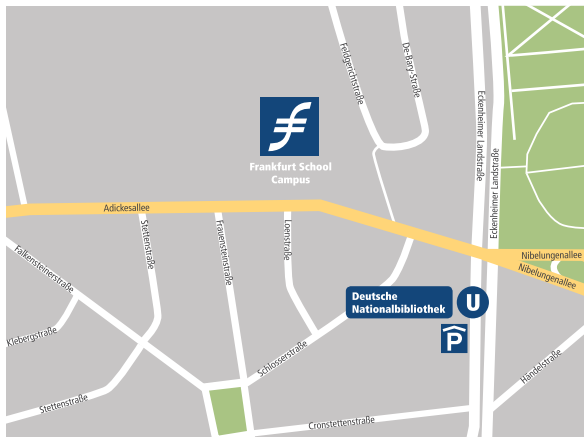 Feldgerichtstraße
De-Bary-Straße
Eckenheimer Landstraße
Eckenheimer Landstraße
Frankfurt School
Campus
Adickesallee
Stettenstraße
Frauensteinstraße
Loenstraße
Falkensteinerstraße
Nibelungenallee
Nibelungenallee
Deutsche
Nationalbibliothek
U
P
Klebergstraße
Schlosserstraße
Handelstraße
Stettenstraße
Cronstettenstraße